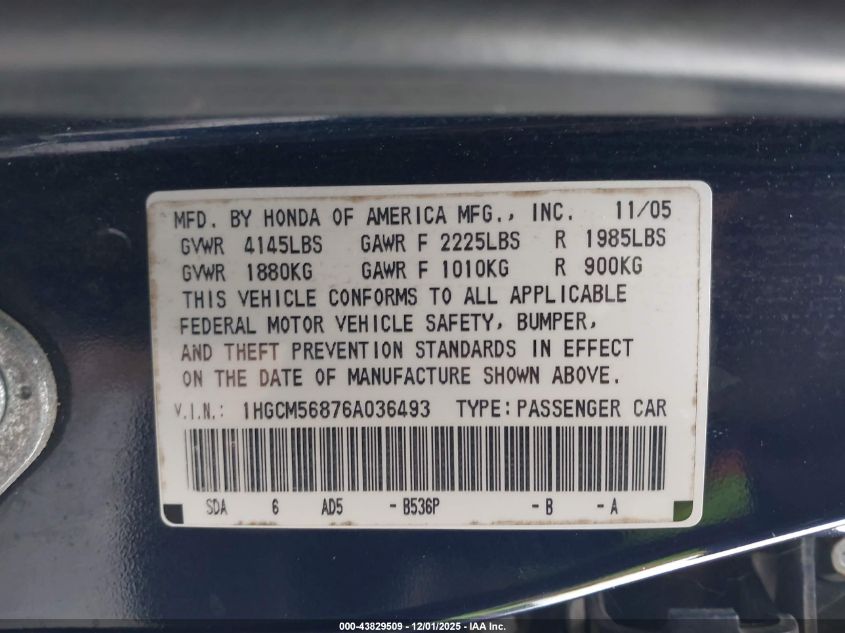 MFD. BY HONDA OF AMERICA MFG., INC. 11/05
GVWR 4145LBS GAWR F 2225LBS R 1985LBS
GVWR 1880KG GAWR F 1010KG R 900KG
THIS VEHICLE CONFORMS TO ALL APPLICABLE
FEDERAL MOTOR VEHICLE SAFETY, BUMPER,
AND THEFT PREVENTION STANDARDS IN EFFECT
ON THE DATE OF MANUFACTURE SHOWN ABOVE.
V.I.N.: 1HGCM56876A036493 TYPE: PASSENGER CAR
SDA 6 AD5 -B536P -B -A
000-43829509 - 12/01/2025 - IAA Inc.